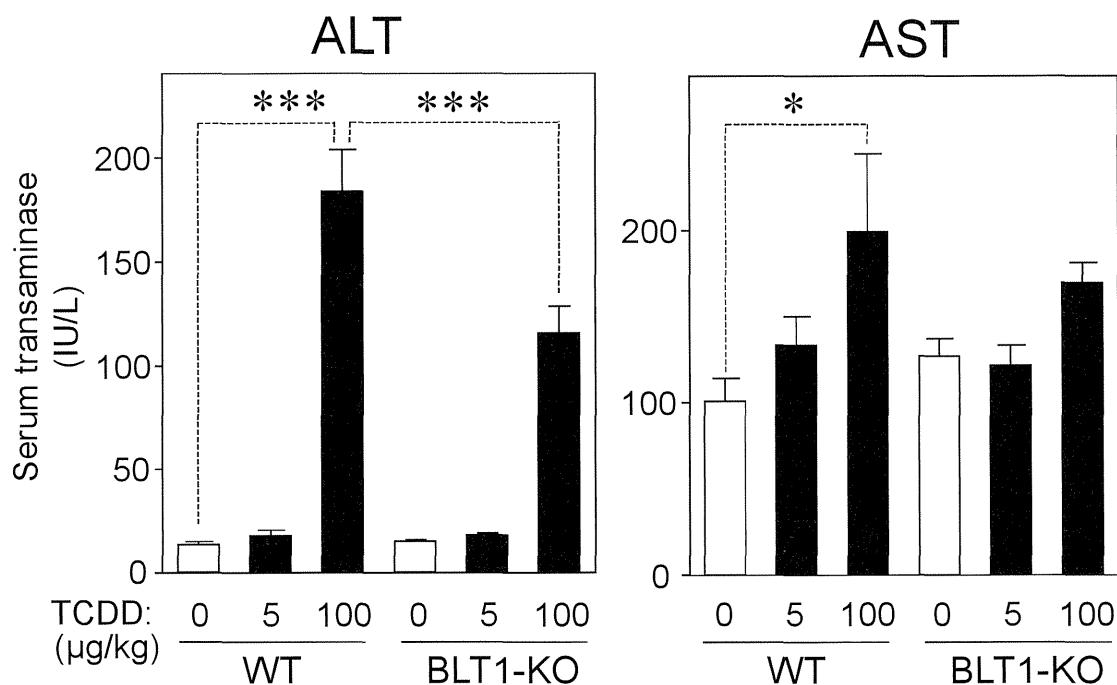 ALT
AST
Serum transaminase
(IU/L)
200
150
100
50
0
***
***
200
100
0
*
TCDD:
(µg/kg)
0 5 100 0 5 100
WT BLT1-KO
0 5 100 0 5 100
WT BLT1-KO